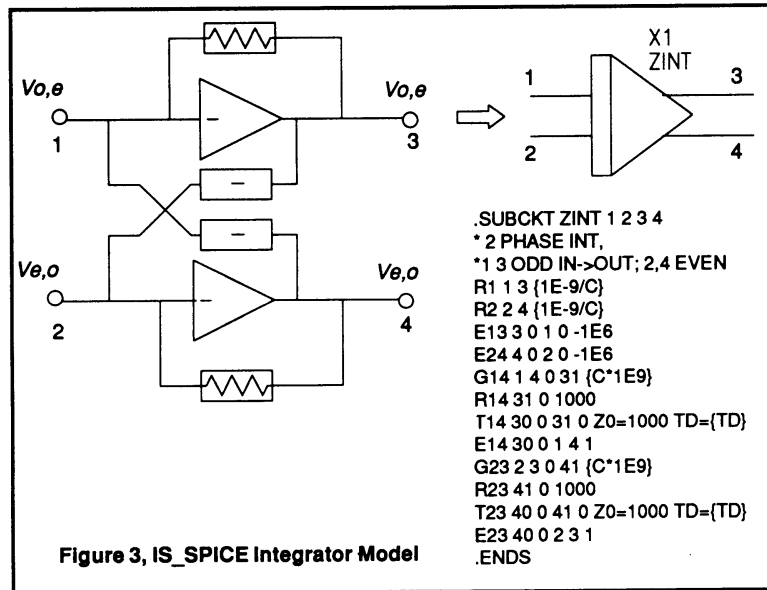 Vo,e
1
Vo,e
3
Ve,o
2
Ve,o
4
–
–
–
–
X1
ZINT
1
2
3
4
.SUBCKT ZINT 1 2 3 4
* 2 PHASE INT,
*1 3 ODD IN->OUT; 2,4 EVEN
R1 1 3 {1E-9/C}
R2 2 4 {1E-9/C}
E13 3 0 1 0 -1E6
E24 4 0 2 0 -1E6
G14 1 4 0 31 {C*1E9}
R14 31 0 1000
T14 30 0 31 0 Z0=1000 TD={TD}
E14 30 0 1 4 1
G23 2 3 0 41 {C*1E9}
R23 41 0 1000
T23 40 0 41 0 Z0=1000 TD={TD}
E23 40 0 2 3 1
.ENDS
Figure 3, IS_SPICE Integrator Model